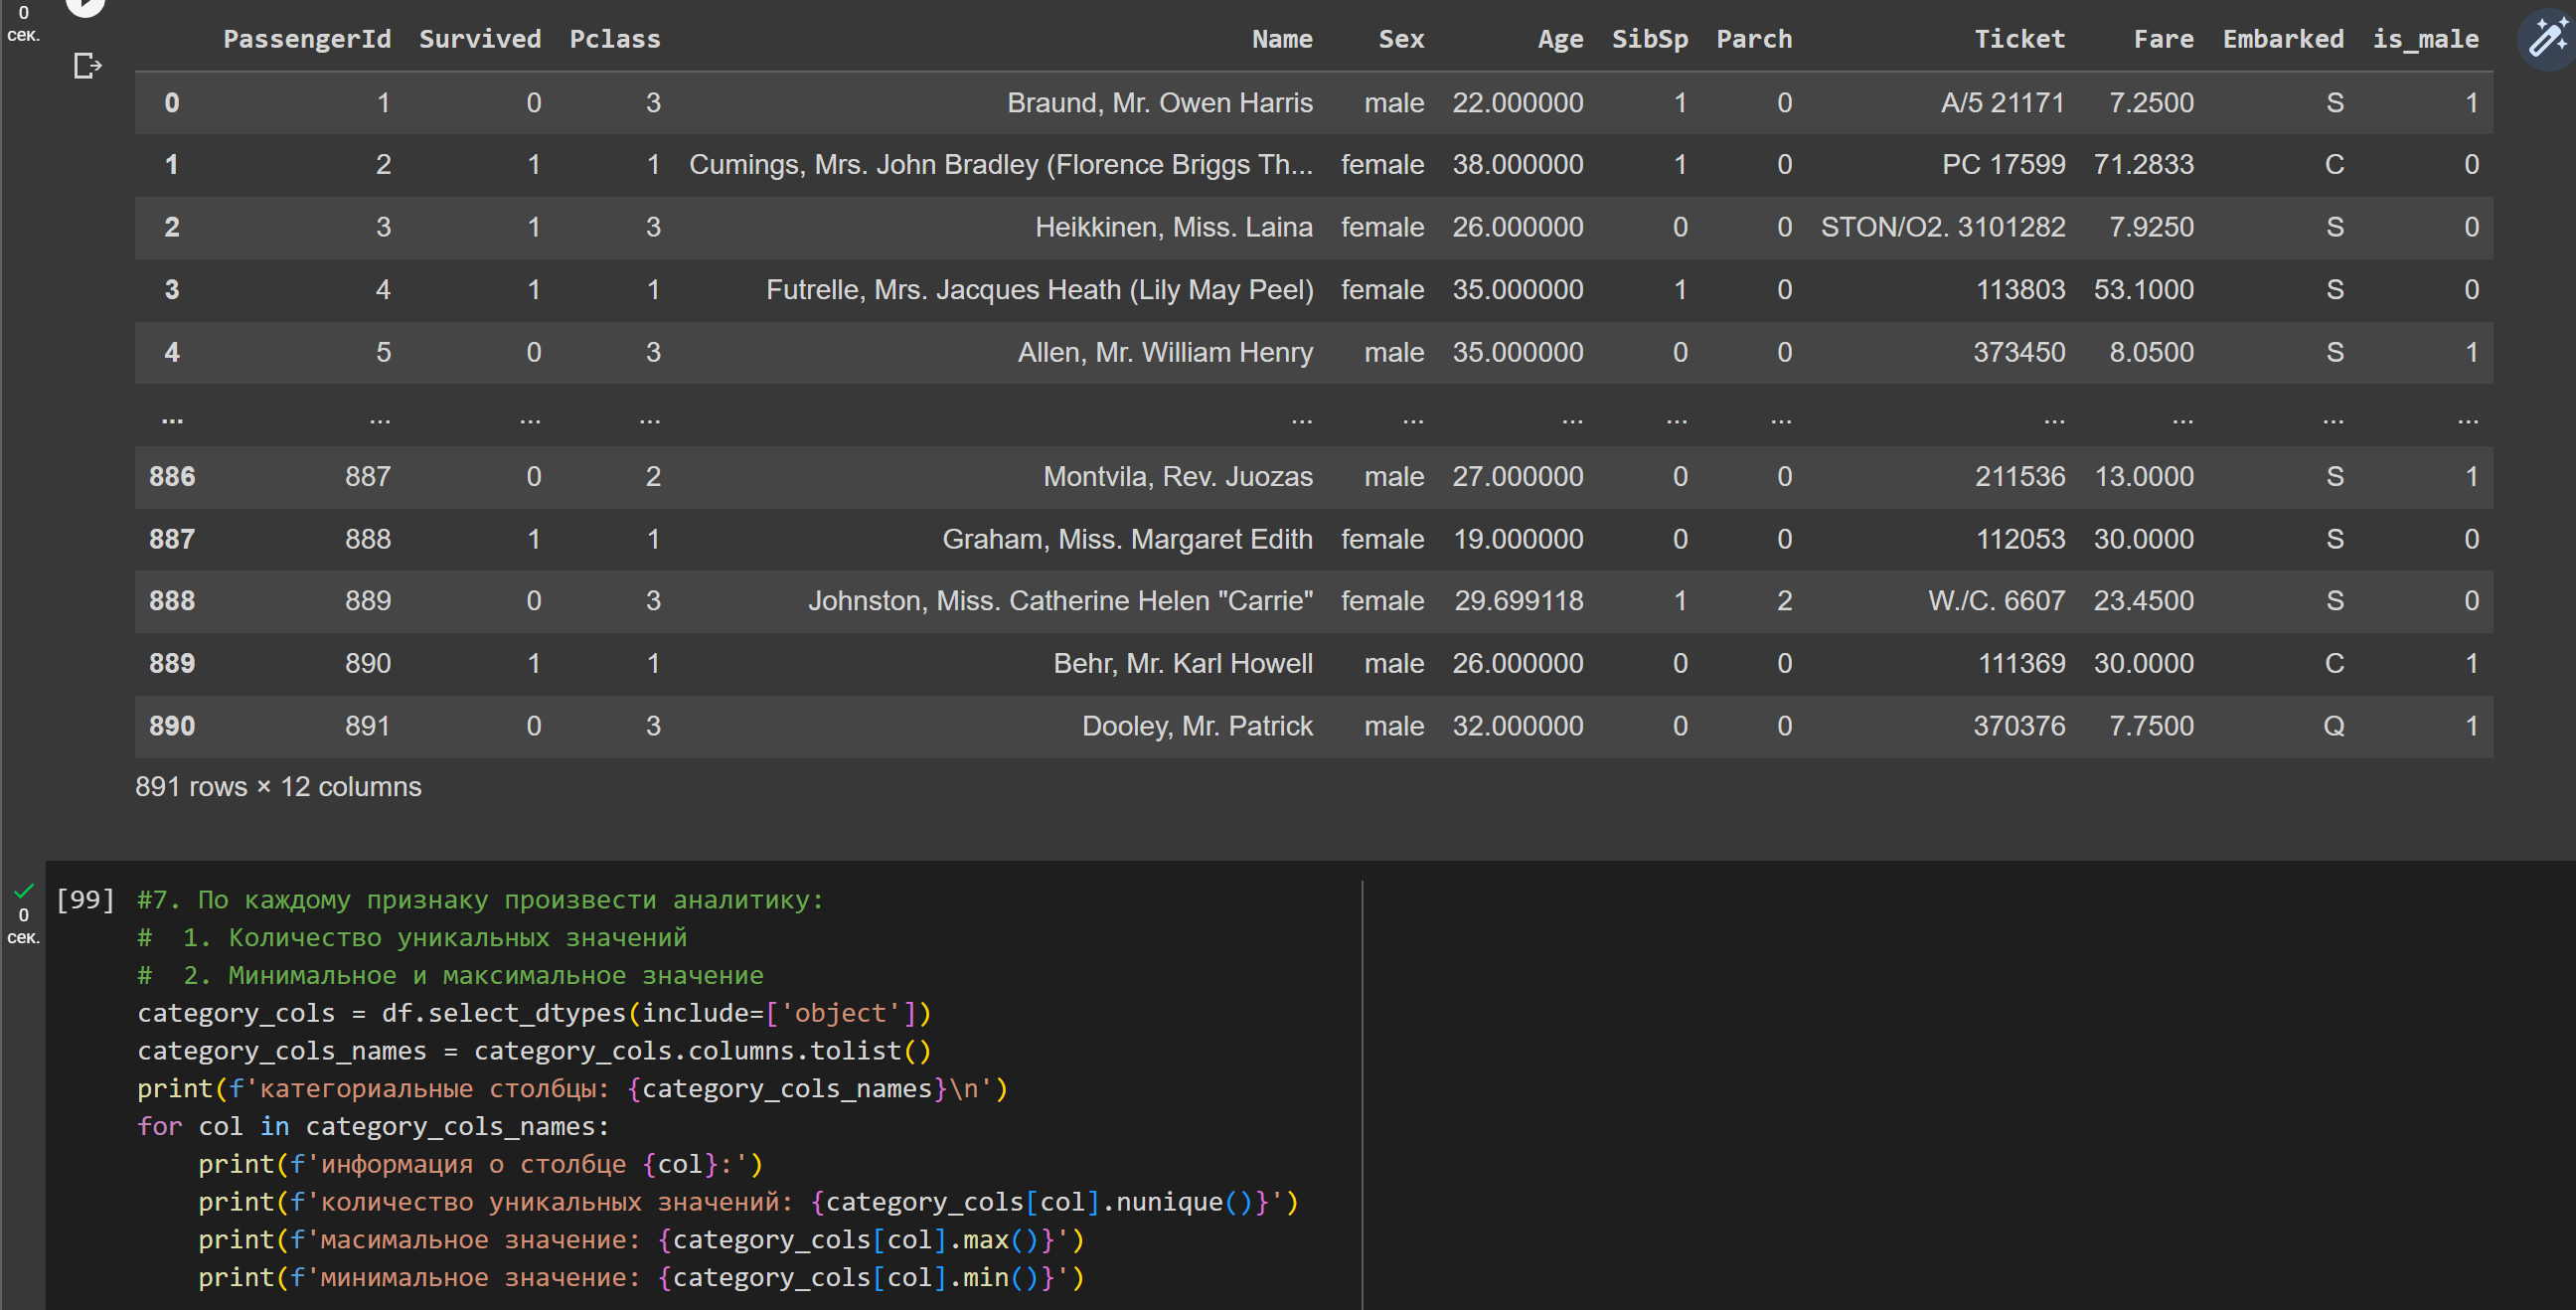 0
сек.
PassengerId Survived Pclass Name Sex Age SibSp Parch Ticket Fare Embarked is_male
0 1 0 3 Braund, Mr. Owen Harris male 22.000000 1 0 A/5 21171 7.2500 S 1
1 2 1 1 Cumings, Mrs. John Bradley (Florence Briggs Th... female 38.000000 1 0 PC 17599 71.2833 C 0
2 3 1 3 Heikkinen, Miss. Laina female 26.000000 0 0 STON/O2. 3101282 7.9250 S 0
3 4 1 1 Futrelle, Mrs. Jacques Heath (Lily May Peel) female 35.000000 1 0 113803 53.1000 S 0
4 5 0 3 Allen, Mr. William Henry male 35.000000 0 0 373450 8.0500 S 1
... ... ... ... ... ... ... ... ... ... ... ... ...
886 887 0 2 Montvila, Rev. Juozas male 27.000000 0 0 211536 13.0000 S 1
887 888 1 1 Graham, Miss. Margaret Edith female 19.000000 0 0 112053 30.0000 S 0
888 889 0 3 Johnston, Miss. Catherine Helen "Carrie" female 29.699118 1 2 W./C. 6607 23.4500 S 0
889 890 1 1 Behr, Mr. Karl Howell male 26.000000 0 0 111369 30.0000 C 1
890 891 0 3 Dooley, Mr. Patrick male 32.000000 0 0 370376 7.7500 Q 1
891 rows × 12 columns
0
сек.
[99] #7. По каждому признаку произвести аналитику:
#  1. Количество уникальных значений
#  2. Минимальное и максимальное значение
category_cols = df.select_dtypes(include=['object'])
category_cols_names = category_cols.columns.tolist()
print(f'категориальные столбцы: {category_cols_names}\n')
for col in category_cols_names:
    print(f'информация о столбце {col}:')
    print(f'количество уникальных значений: {category_cols[col].nunique()}')
    print(f'масимальное значение: {category_cols[col].max()}')
    print(f'минимальное значение: {category_cols[col].min()}')